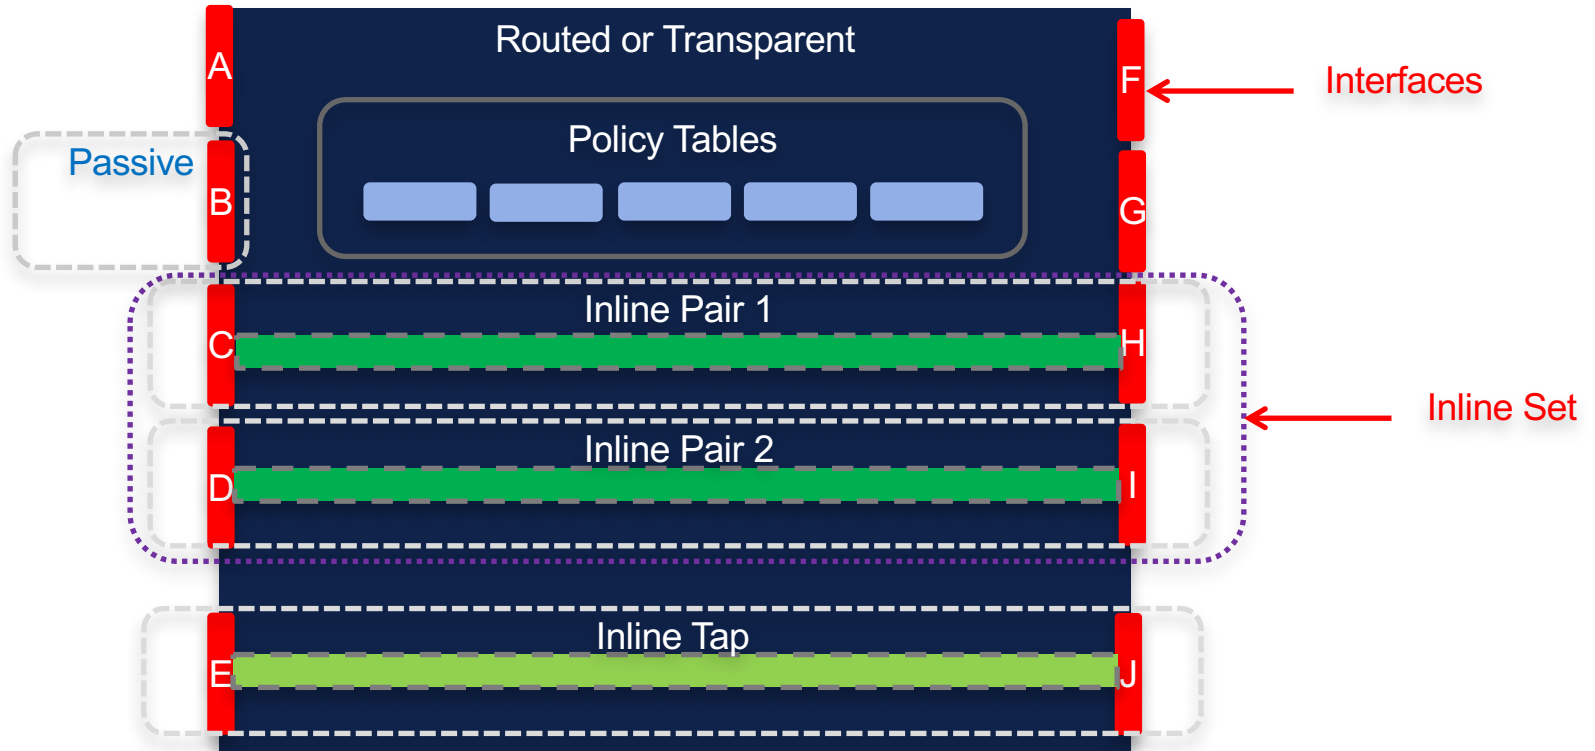 Routed or Transparent
A
F
Interfaces
Policy Tables
Passive
B
G
Inline Pair 1
C
H
Inline Set
Inline Pair 2
D
I
Inline Tap
E
J